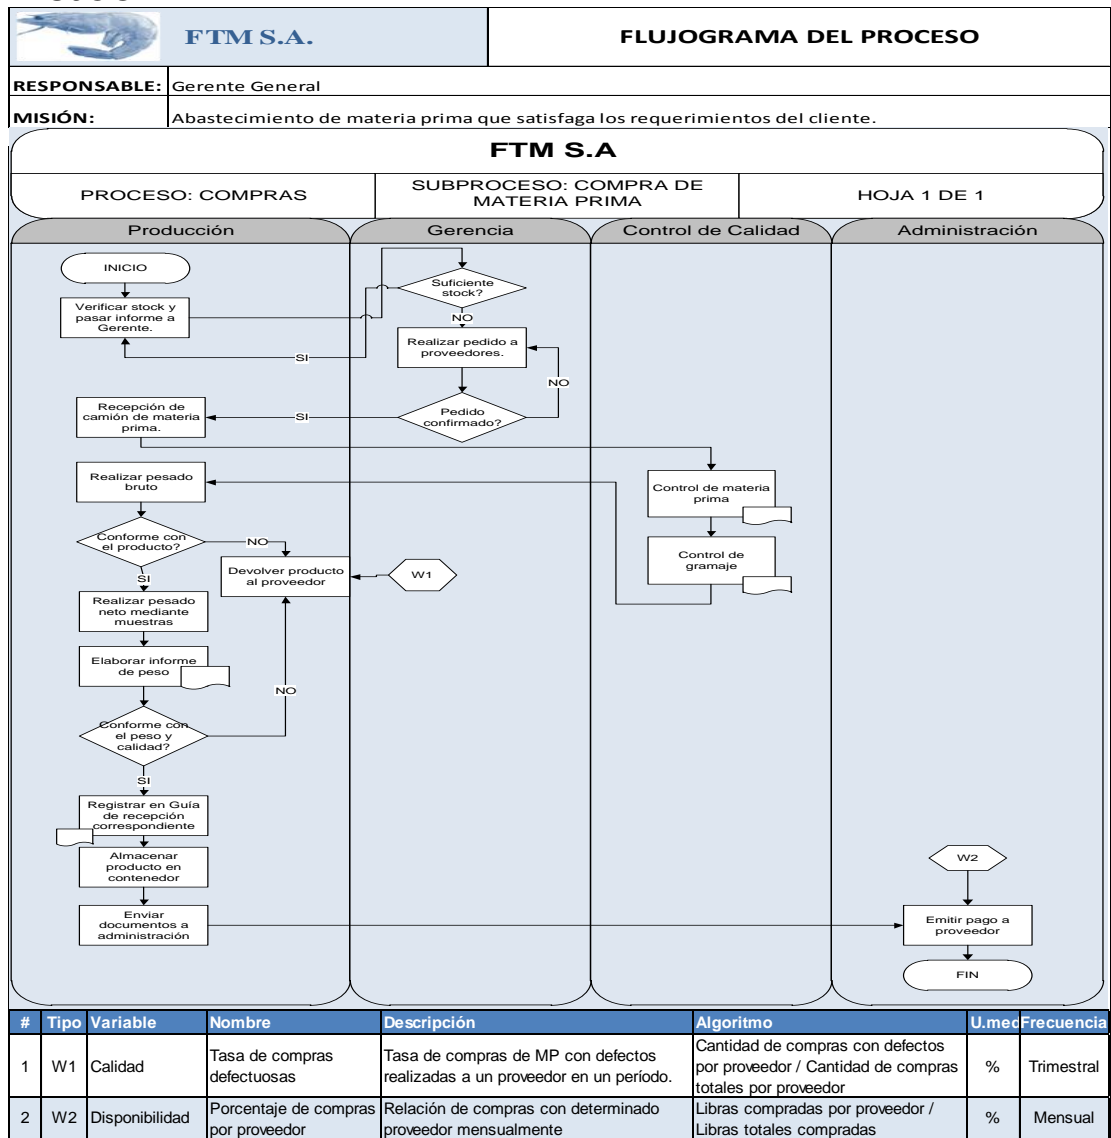 FTM S.A.
FLUJOGRAMA DEL PROCESO
RESPONSABLE: Gerente General
MISIÓN: Abastecimiento de materia prima que satisfaga los requerimientos del cliente.
FTM S.A
PROCESO: COMPRAS
SUBPROCESO: COMPRA DE
MATERIA PRIMA
HOJA 1 DE 1
Producción
Gerencia
Control de Calidad
Administración
INICIO
Verificar stock y
pasar informe a
Gerente.
Suficiente
stock?
NO
SI
Realizar pedido a
proveedores.
NO
Pedido
confirmado?
SI
Recepción de
camión de materia
prima.
Control de materia
prima
Control de
gramaje
Realizar pesado
bruto
Conforme con
el producto?
NO
Devolver producto
al proveedor
W1
SI
Realizar pesado
neto mediante
muestras
Elaborar informe
de peso
NO
Conforme con
el peso y
calidad?
SI
Registrar en Guía
de recepción
correspondiente
Almacenar
producto en
contenedor
Enviar
documentos a
administración
W2
Emitir pago a
proveedor
FIN
# Tipo Variable Nombre Descripción Algoritmo U.med Frecuencia
1 W1 Calidad
Tasa de compras
defectuosas
Tasa de compras de MP con defectos
realizadas a un proveedor en un período.
Cantidad de compras con defectos
por proveedor / Cantidad de compras
totales por proveedor
% Trimestral
2 W2 Disponibilidad
Porcentaje de compras
por proveedor
Relación de compras con determinado
proveedor mensualmente
Libras compradas por proveedor /
Libras totales compradas
% Mensual